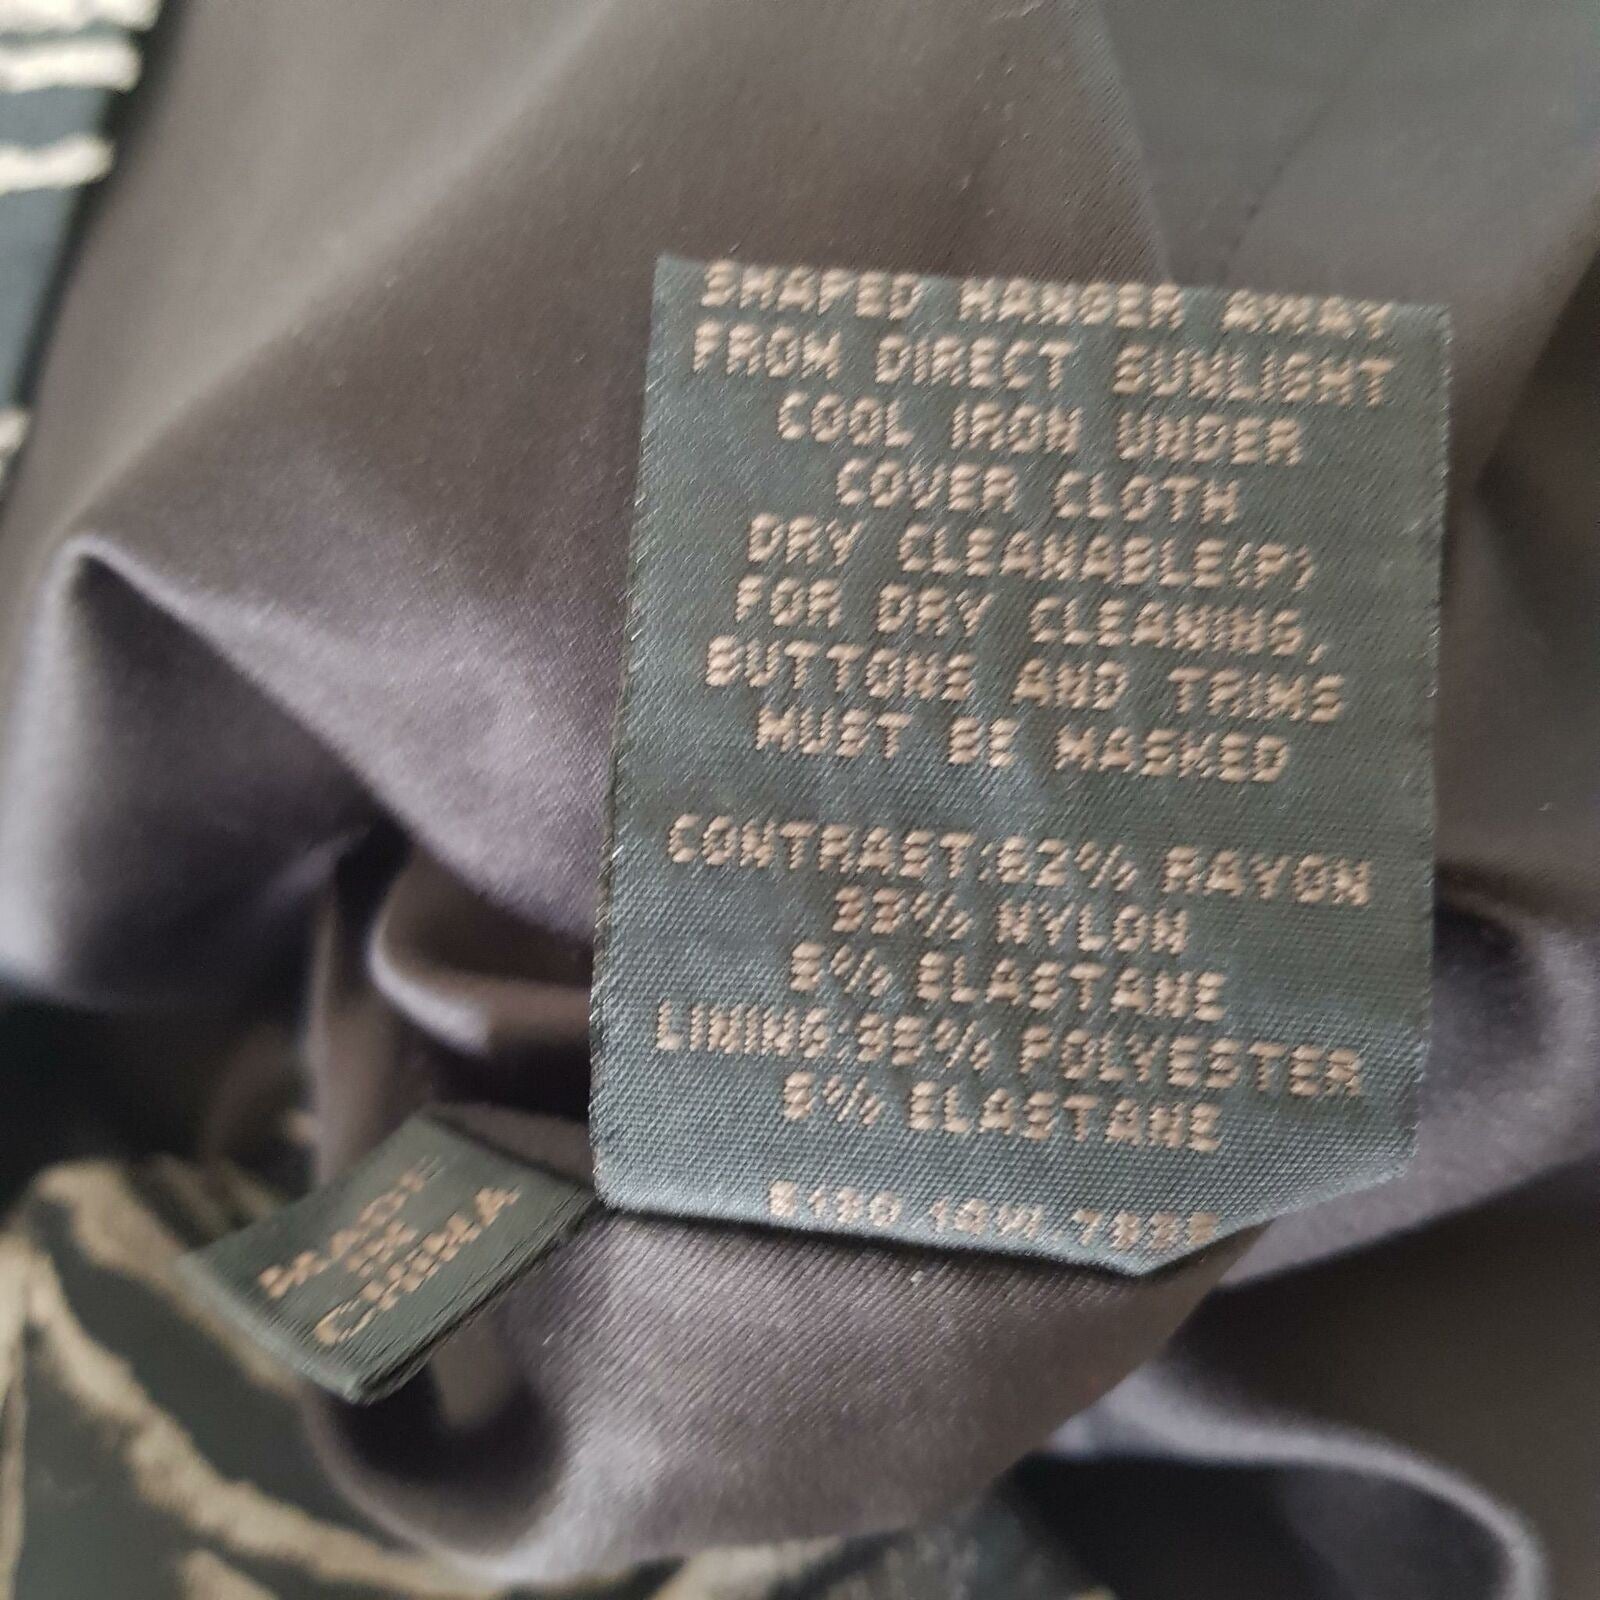 SHAPED HANGER AWAY
FROM DIRECT SUNLIGHT
COOL IRON UNDER
COVER CLOTH
DRY CLEANABLE(P)
FOR DRY CLEANING,
BUTTONS AND TRIMS
MUST BE MASKED
CONTRAST:62% RAYON
33% NYLON
5% ELASTANE
LINING:95% POLYESTER
5% ELASTANE
MADE
IN
CHINA